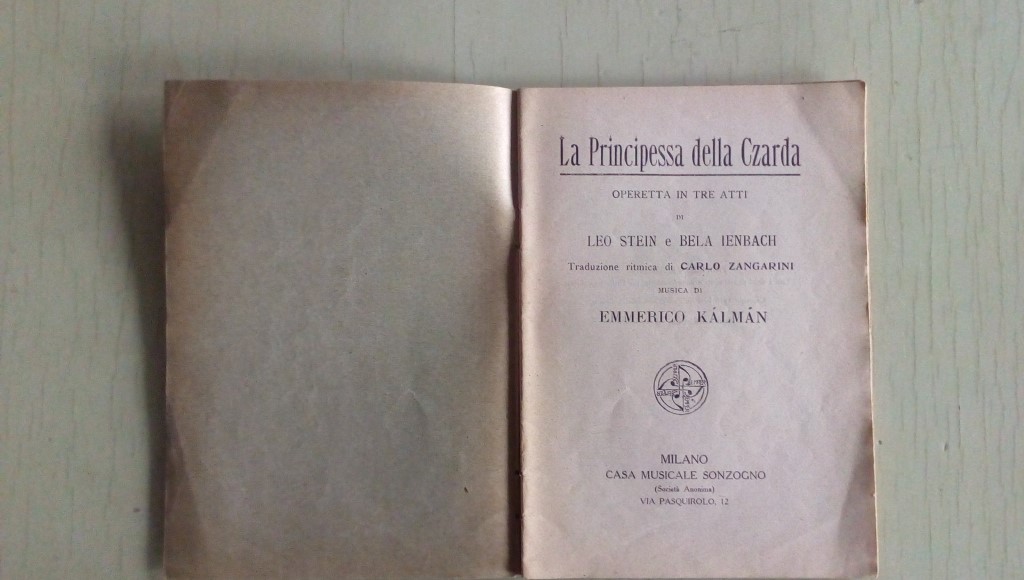 La Principessa della Czarda
OPERETTA IN TRE ATTI
DI
LEO STEIN e BELA IENBACH
Traduzione ritmica di CARLO ZANGARINI
MUSICA DI
EMMERICO KÁLMÁN
MILANO
CASA MUSICALE SONZOGNO
(Società Anonima)
VIA PASQUIROLO, 12